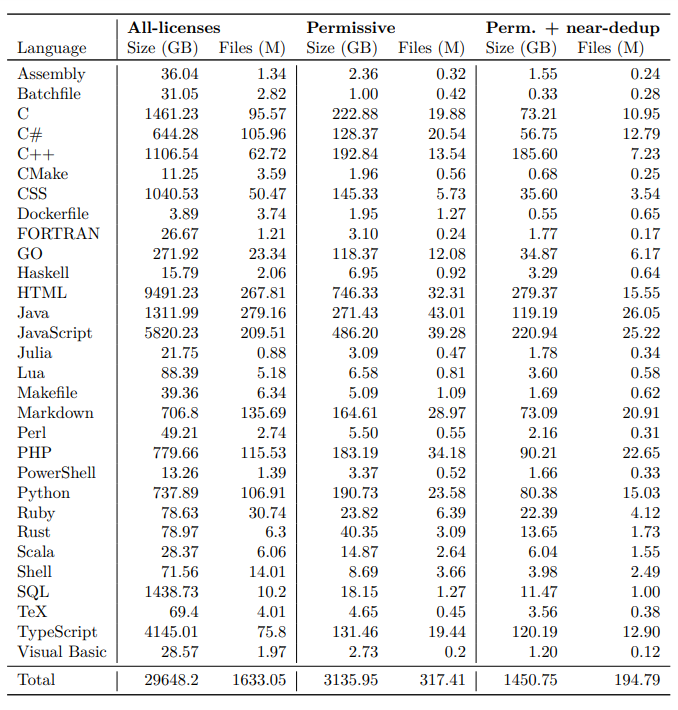 All-licenses Permissive Perm. + near-dedup
Language Size (GB) Files (M) Size (GB) Files (M) Size (GB) Files (M)
Assembly 36.04 1.34 2.36 0.32 1.55 0.24
Batchfile 31.05 2.82 1.00 0.42 0.33 0.28
C 1461.23 95.57 222.88 19.88 73.21 10.95
C# 644.28 105.96 128.37 20.54 56.75 12.79
C++ 1106.54 62.72 192.84 13.54 185.60 7.23
CMake 11.25 3.59 1.96 0.56 0.68 0.25
CSS 1040.53 50.47 145.33 5.73 35.60 3.54
Dockerfile 3.89 3.74 1.95 1.27 0.55 0.65
FORTRAN 26.67 1.21 3.10 0.24 1.77 0.17
GO 271.92 23.34 118.37 12.08 34.87 6.17
Haskell 15.79 2.06 6.95 0.92 3.29 0.64
HTML 9491.23 267.81 746.33 32.31 279.37 15.55
Java 1311.99 279.16 271.43 43.01 119.19 26.05
JavaScript 5820.23 209.51 486.20 39.28 220.94 25.22
Julia 21.75 0.88 3.09 0.47 1.78 0.34
Lua 88.39 5.18 6.58 0.81 3.60 0.58
Makefile 39.36 6.34 5.09 1.09 1.69 0.62
Markdown 706.8 135.69 164.61 28.97 73.09 20.91
Perl 49.21 2.74 5.50 0.55 2.16 0.31
PHP 779.66 115.53 183.19 34.18 90.21 22.65
PowerShell 13.26 1.39 3.37 0.52 1.66 0.33
Python 737.89 106.91 190.73 23.58 80.38 15.03
Ruby 78.63 30.74 23.82 6.39 22.39 4.12
Rust 78.97 6.3 40.35 3.09 13.65 1.73
Scala 28.37 6.06 14.87 2.64 6.04 1.55
Shell 71.56 14.01 8.69 3.66 3.98 2.49
SQL 1438.73 10.2 18.15 1.27 11.47 1.00
TeX 69.4 4.01 4.65 0.45 3.56 0.38
TypeScript 4145.01 75.8 131.46 19.44 120.19 12.90
Visual Basic 28.57 1.97 2.73 0.2 1.20 0.12
Total 29648.2 1633.05 3135.95 317.41 1450.75 194.79